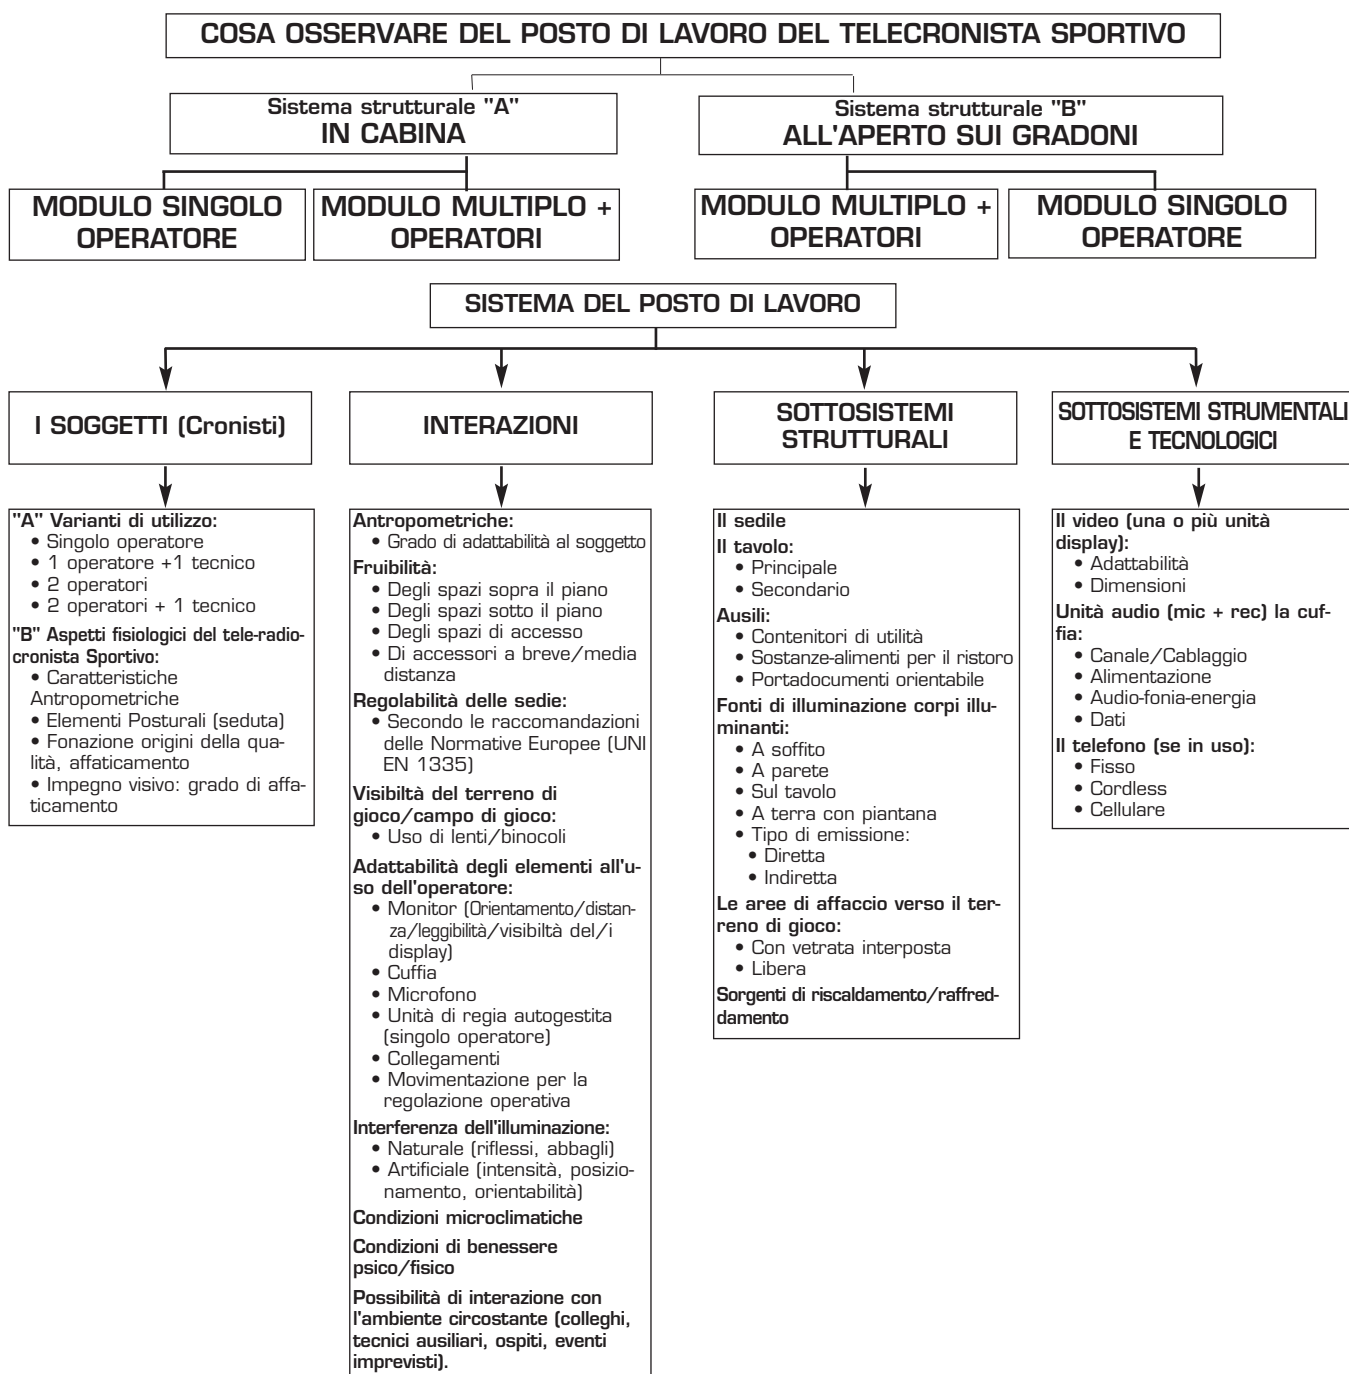 COSA OSSERVARE DEL POSTO DI LAVORO DEL TELECRONISTA SPORTIVO
Sistema strutturale "A"
IN CABINA
Sistema strutturale "B"
ALL'APERTO SUI GRADONI
MODULO SINGOLO
OPERATORE
MODULO MULTIPLO +
OPERATORI
MODULO MULTIPLO +
OPERATORI
MODULO SINGOLO
OPERATORE
SISTEMA DEL POSTO DI LAVORO
I SOGGETTI (Cronisti)
INTERAZIONI
SOTTOSISTEMI
STRUTTURALI
SOTTOSISTEMI STRUMENTALI
E TECNOLOGICI
"A" Varianti di utilizo:
• Singolo operatore
• 1 operatore +1 tecnico
• 2 operatori
• 2 operatori + 1 tecnico
"B" Aspetti fisiologici del tele-radio-
cronista Sportivo:
• Caratteristiche
Antropometriche
• Elementi Posturali (seduta)
• Fonazione origini della qua-
lità, affaticamento
• Impegno visivo: grado di affa-
ticamento
Antropometriche:
• Grado di adattabilità al soggetto
Fruibilità:
• Degli spazi sopra il piano
• Degli spazi sotto il piano
• Degli spazi di accesso
• Di accessori a breve/media
distanza
Regolabilità delle sedie:
• Secondo le raccomandazioni
delle Normative Europee (UNI
EN 1335)
Visibiltà del terreno di
gioco/campo di gioco:
• Uso di lenti/binocoli
Adattabilità degli elementi all'u-
so dell'operatore:
• Monitor (Orientamento/distan-
za/leggibilità/visibiltà del/i
display)
• Cuffia
• Microfono
• Unità di regia autogestita
(singolo operatore)
• Collegamenti
• Movimentazione per la
regolazione operativa
Interferenza dell'illuminazione:
• Naturale (riflessi, abbagli)
• Artificiale (intensità, posizio-
namento, orientabilità)
Condizioni microclimatiche
Condizioni di benessere
psico/fisico
Possibilità di interazione con
l'ambiente circostante (colleghi,
tecnici ausiliari, ospiti, eventi
imprevisti).
Il sedile
Il tavolo:
• Principale
• Secondario
Ausili:
• Contenitori di utilità
• Sostanze-alimenti per il ristoro
• Portadocumenti orientabile
Fonti di illuminazione corpi illu-
minanti:
• A soffito
• A parete
• Sul tavolo
• A terra con piantana
• Tipo di emissione:
• Diretta
• Indiretta
Le aree di affaccio verso il ter-
reno di gioco:
• Con vetrata interposta
• Libera
Sorgenti di riscaldamento/raffred-
damento
Il video (una o più unità
display):
• Adattabilità
• Dimensioni
Unità audio (mic + rec) la cuf-
fia:
• Canale/Cablaggio
• Alimentazione
• Audio-fonia-energia
• Dati
Il telefono (se in uso):
• Fisso
• Cordless
• Cellulare